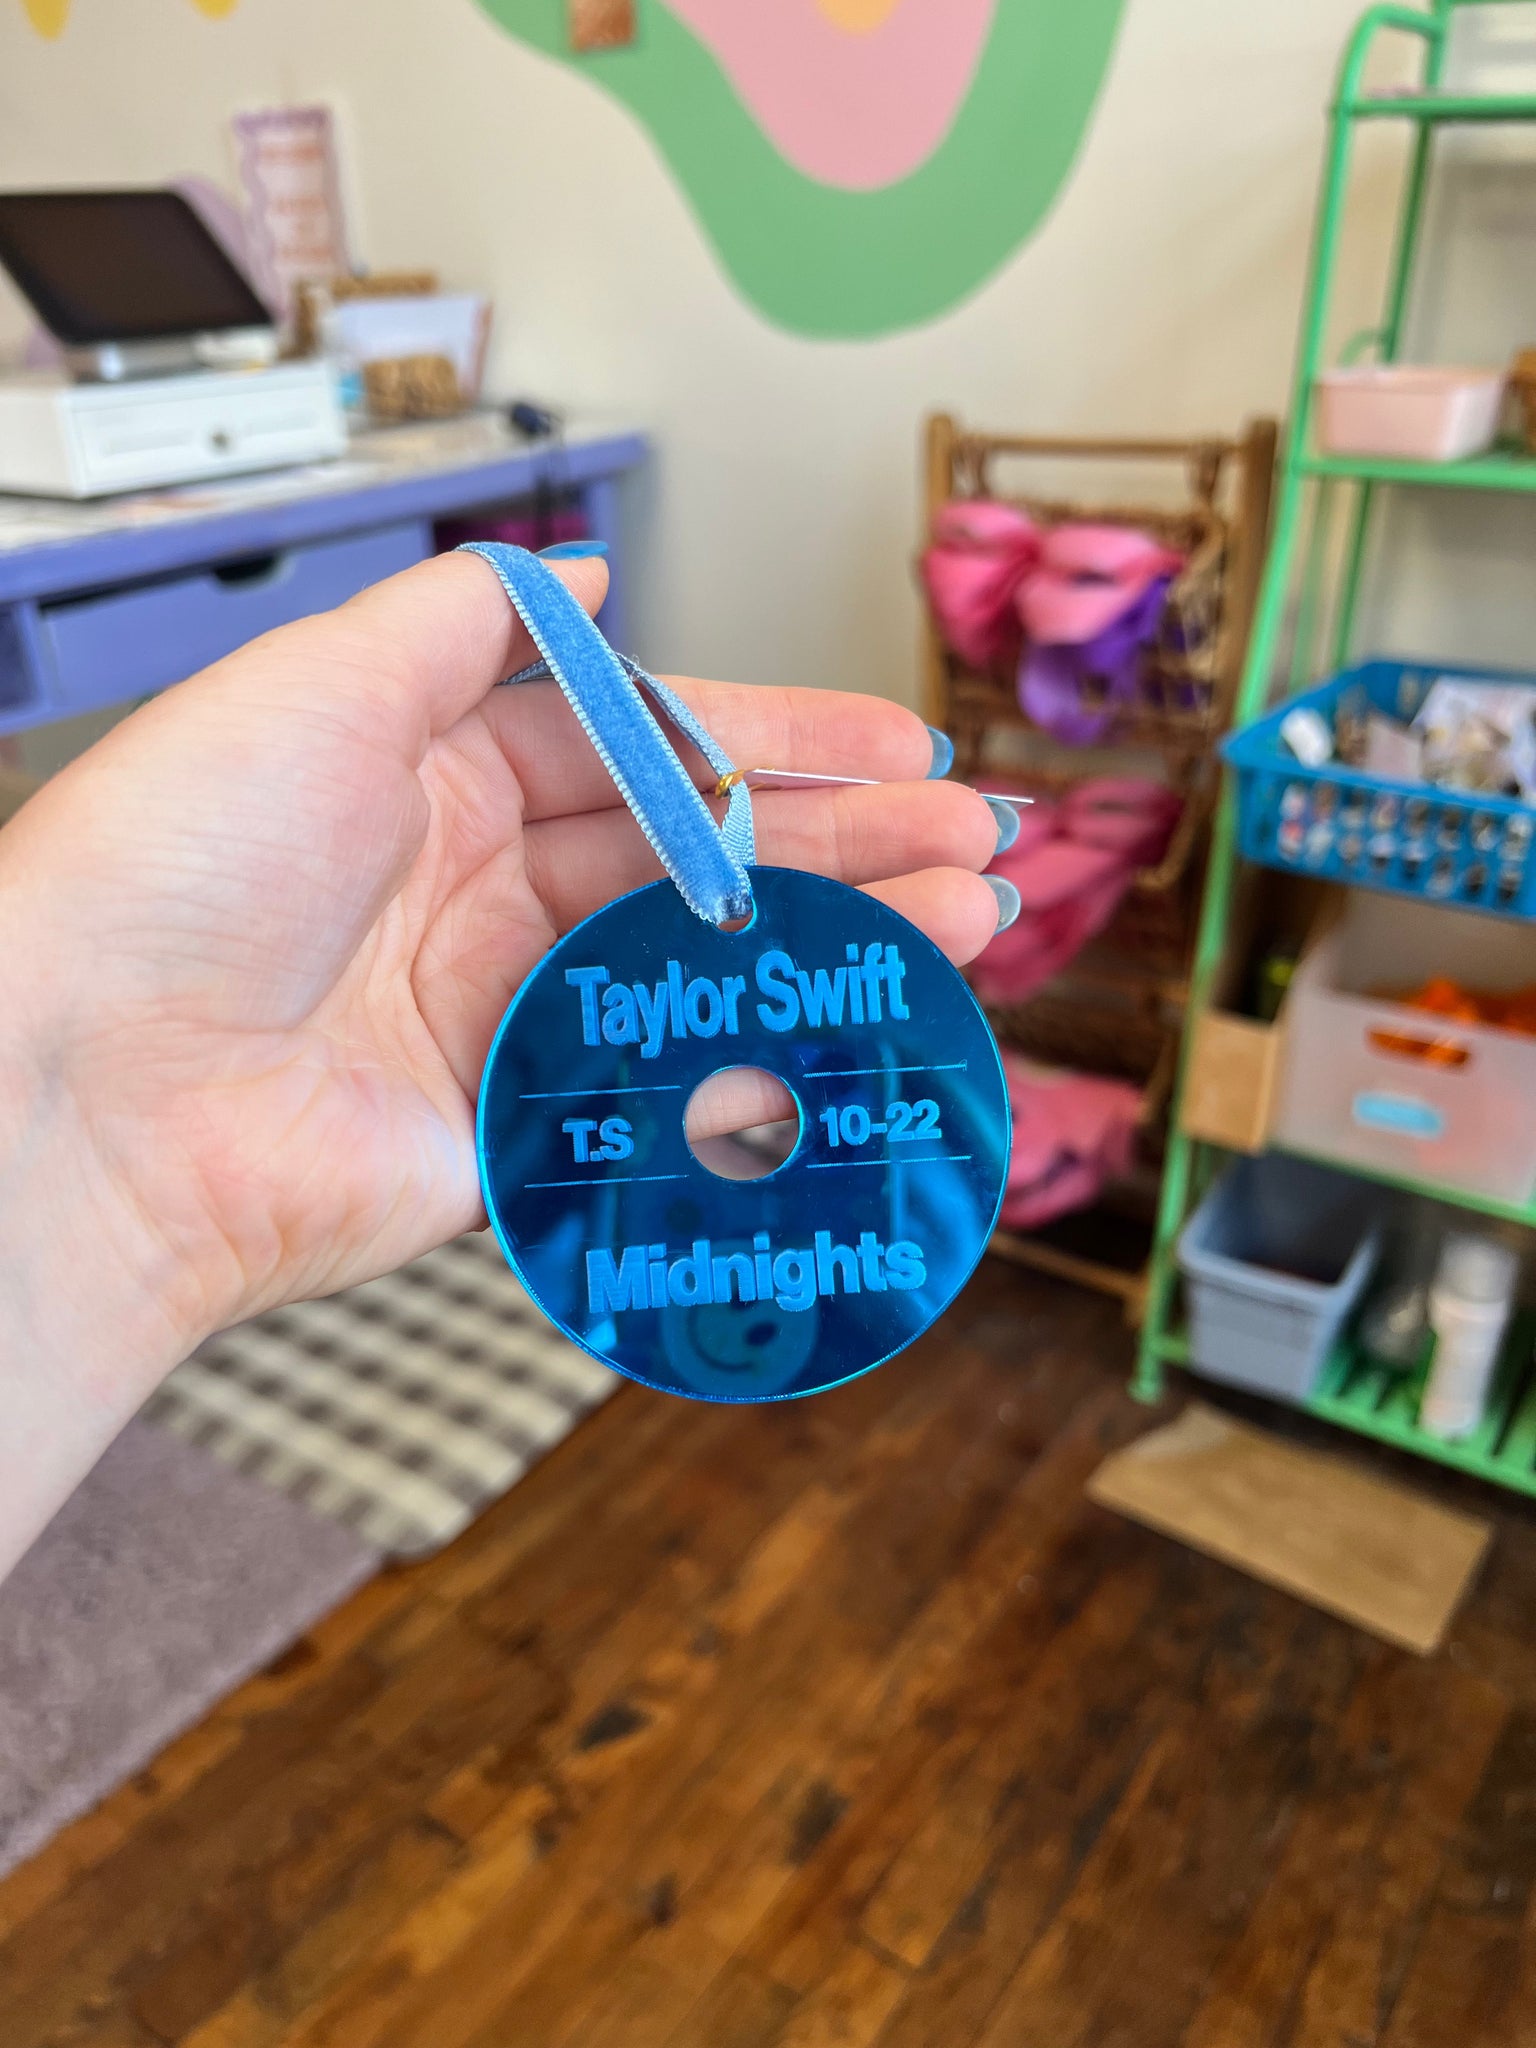 Taylor Swift
T.S 10-22
Midnights